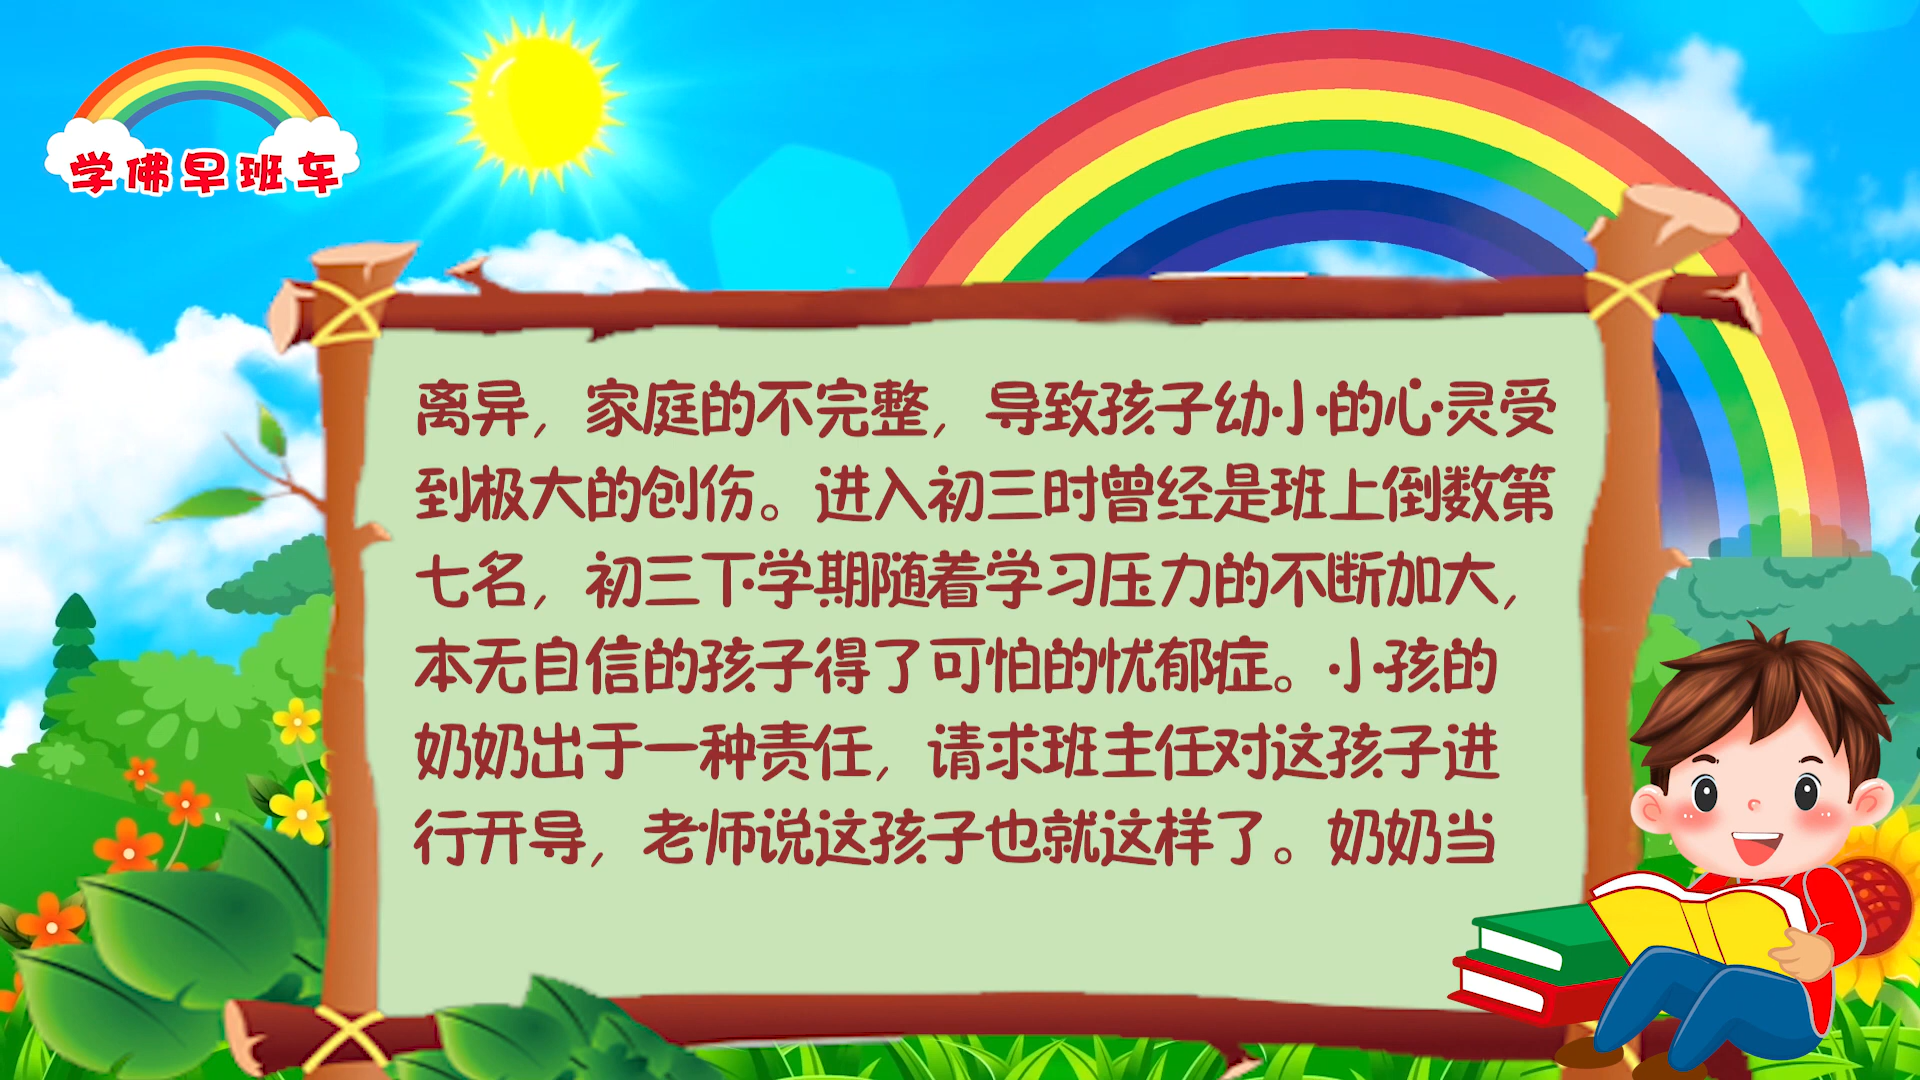 学佛早班车
离异，家庭的不完整，导致孩子幼小的心灵受
到极大的创伤。进入初三时曾经是班上倒数第
七名，初三下学期随着学习压力的不断加大，
本无自信的孩子得了可怕的忧郁症。小孩的
奶奶出于一种责任，请求班主任对这孩子进
行开导，老师说这孩子也就这样了。奶奶当